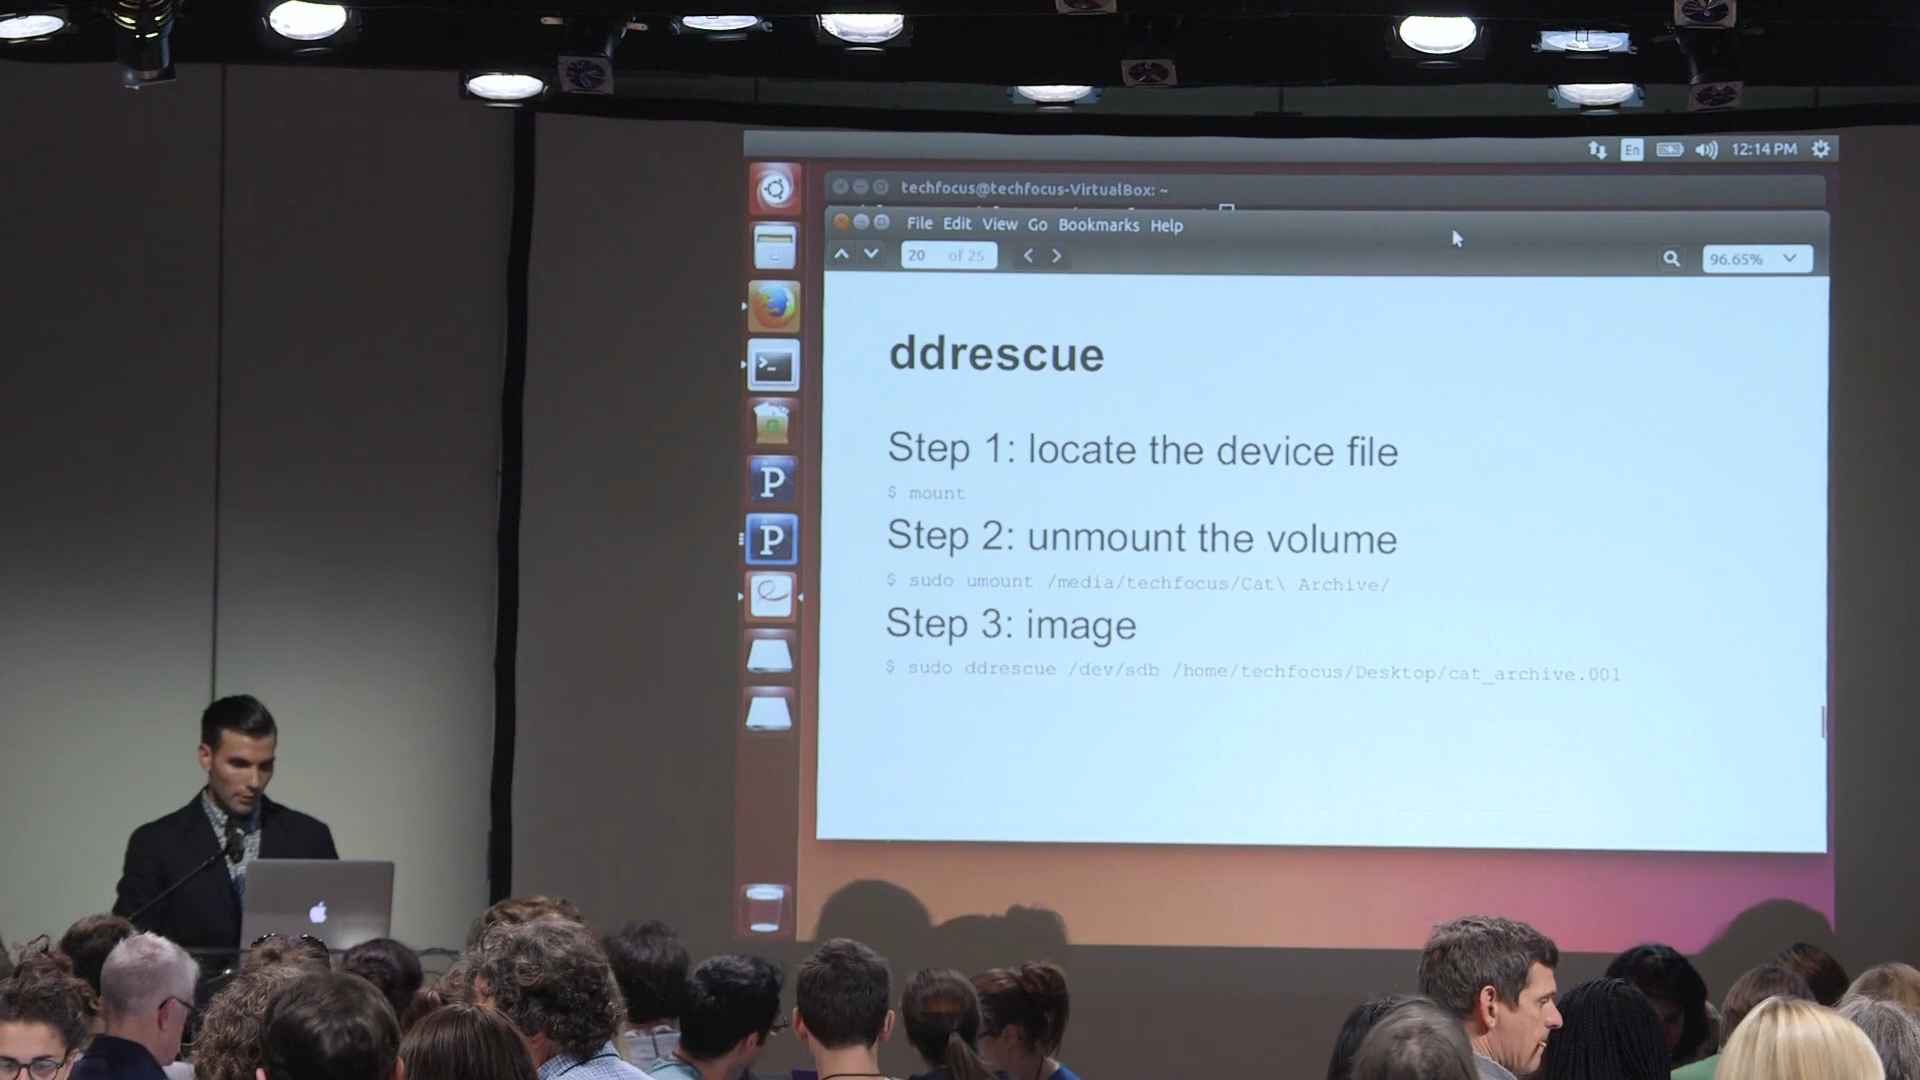 En
12:14 PM
techfocus@techfocus-VirtualBox: ~
File Edit View Go Bookmarks Help
20 of 25
96.65%
ddrescue
Step 1: locate the device file
$ mount
Step 2: unmount the volume
$ sudo umount /media/techfocus/Cat\ Archive/
Step 3: image
$ sudo ddrescue /dev/sdb /home/techfocus/Desktop/cat_archive.001
G
P
P